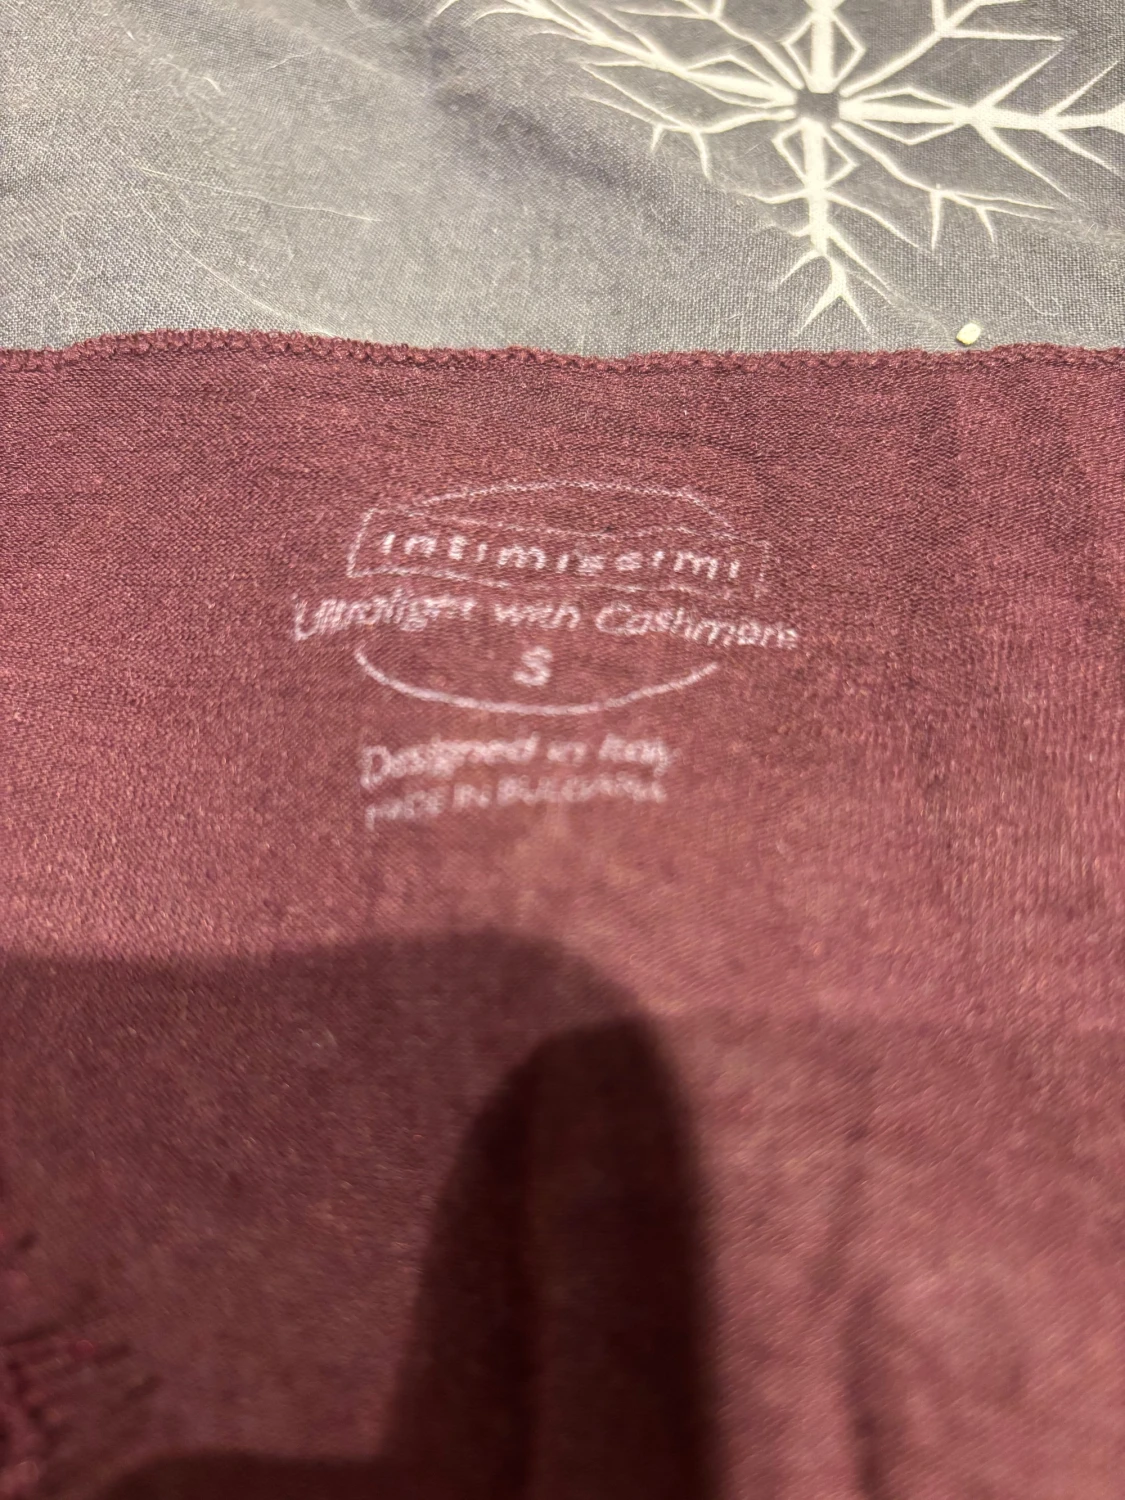 intimissimi
Ultralight with Cashmere
S
Designed in Italy
MADE IN BULGARIA